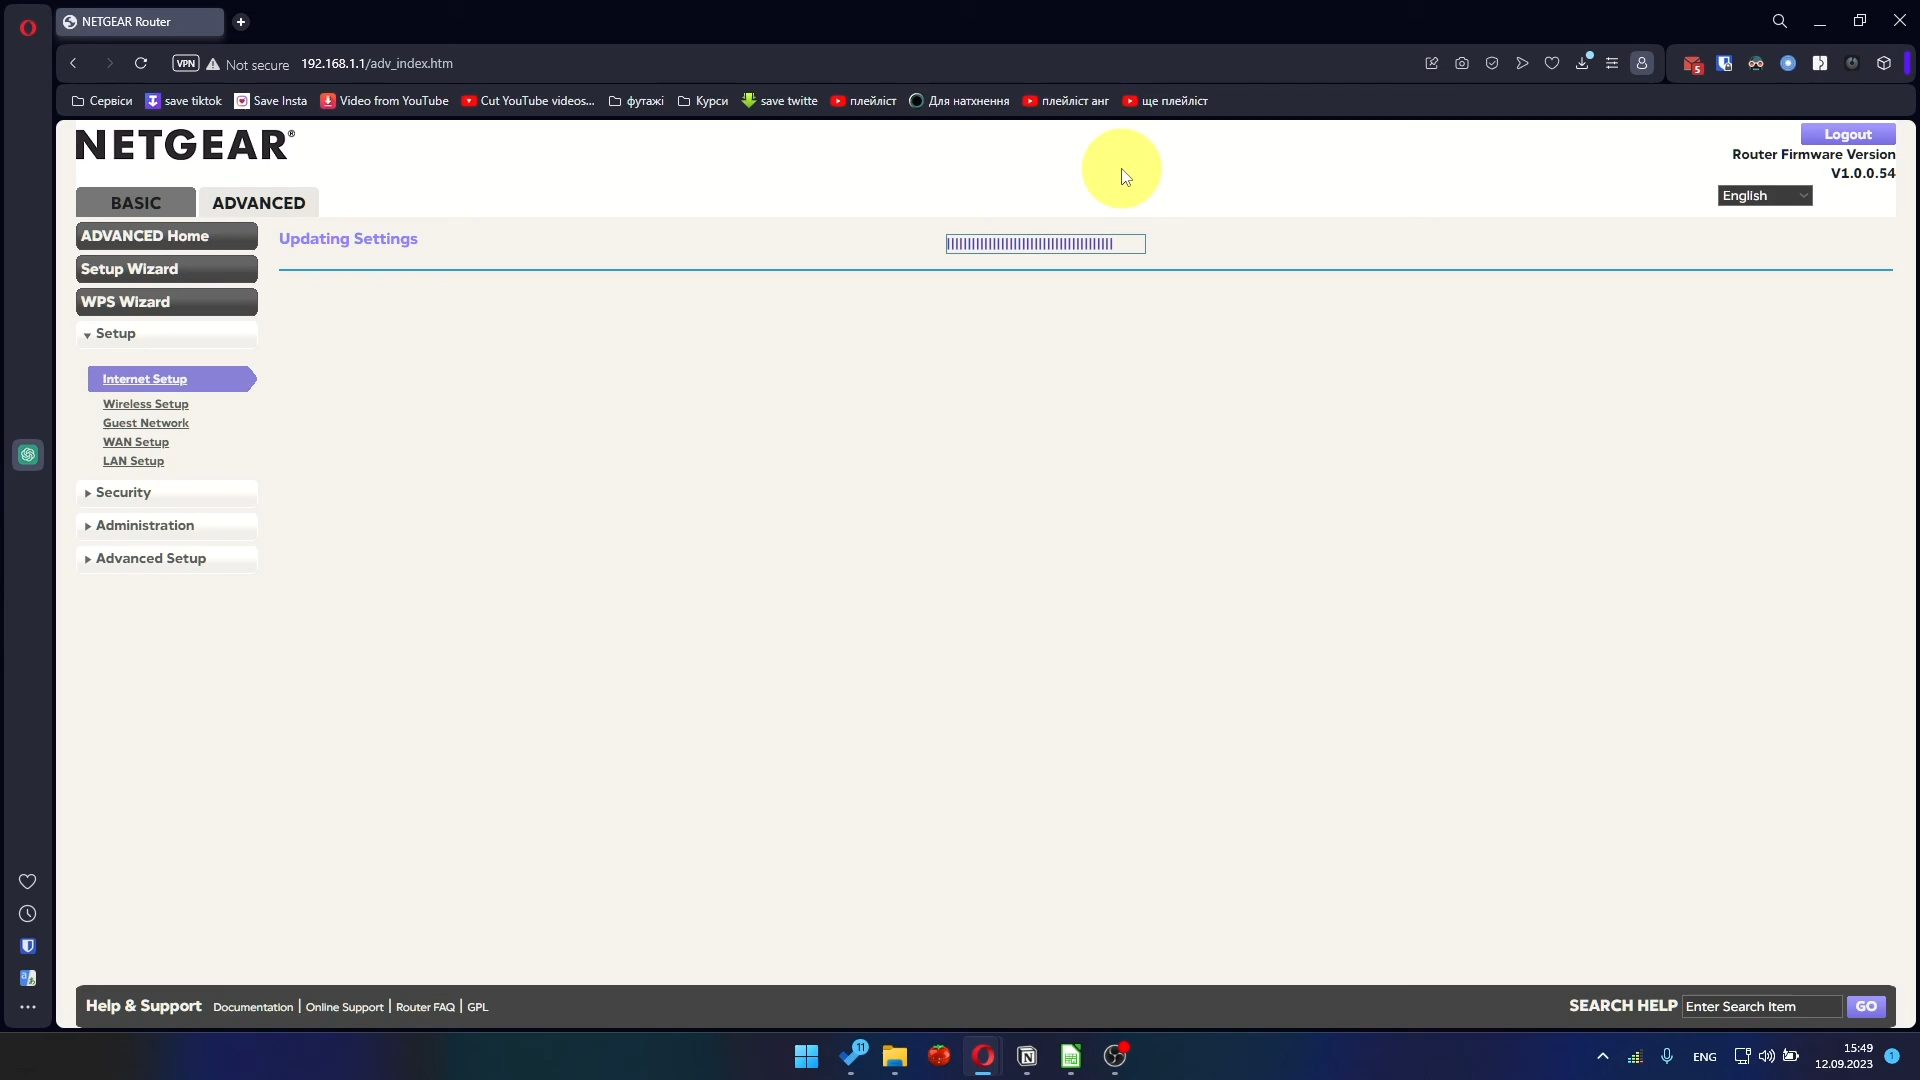 NETGEAR Router
VPN
Not secure 192.168.1.1/adv_index.htm
5
Сервіси save tiktok Save Insta Video from YouTube Cut YouTube videos... футажі Курси save twitte плейліст Для натхнення плейліст анг ще плейліст
NETGEAR®
Logout
Router Firmware Version
V1.0.0.54
English
BASIC ADVANCED
ADVANCED Home
Updating Settings
Setup Wizard
WPS Wizard
Setup
Internet Setup
Wireless Setup
Guest Network
WAN Setup
LAN Setup
Security
Administration
Advanced Setup
Help & Support Documentation | Online Support | Router FAQ | GPL
SEARCH HELP Enter Search Item GO
11
ENG
15:49
12.09.2023
1